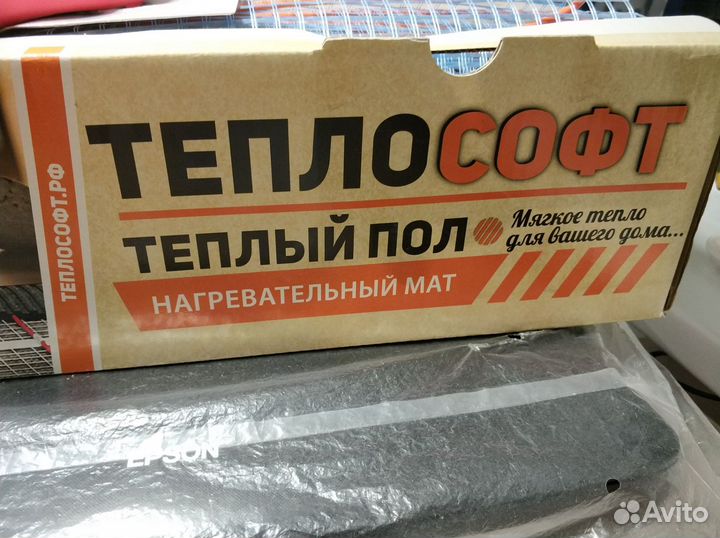 ТЕПЛОСОФТ.РФ
ТЕПЛОСОФТ
ТЕПЛЫЙ ПОЛ
Мягкое тепло
для вашего дома...
НАГРЕВАТЕЛЬНЫЙ МАТ
EPSON
Avito